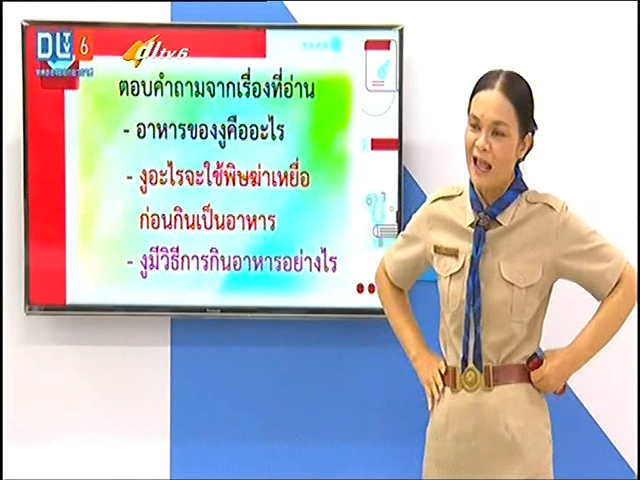 DLTV 6
dltv6
ตอบคำถามจากเรื่องที่อ่าน
- อาหารของงูคืออะไร
- งูอะไรจะใช้พิษฆ่าเหยื่อ
ก่อนกินเป็นอาหาร
- งูมีวิธีการกินอาหารอย่างไร